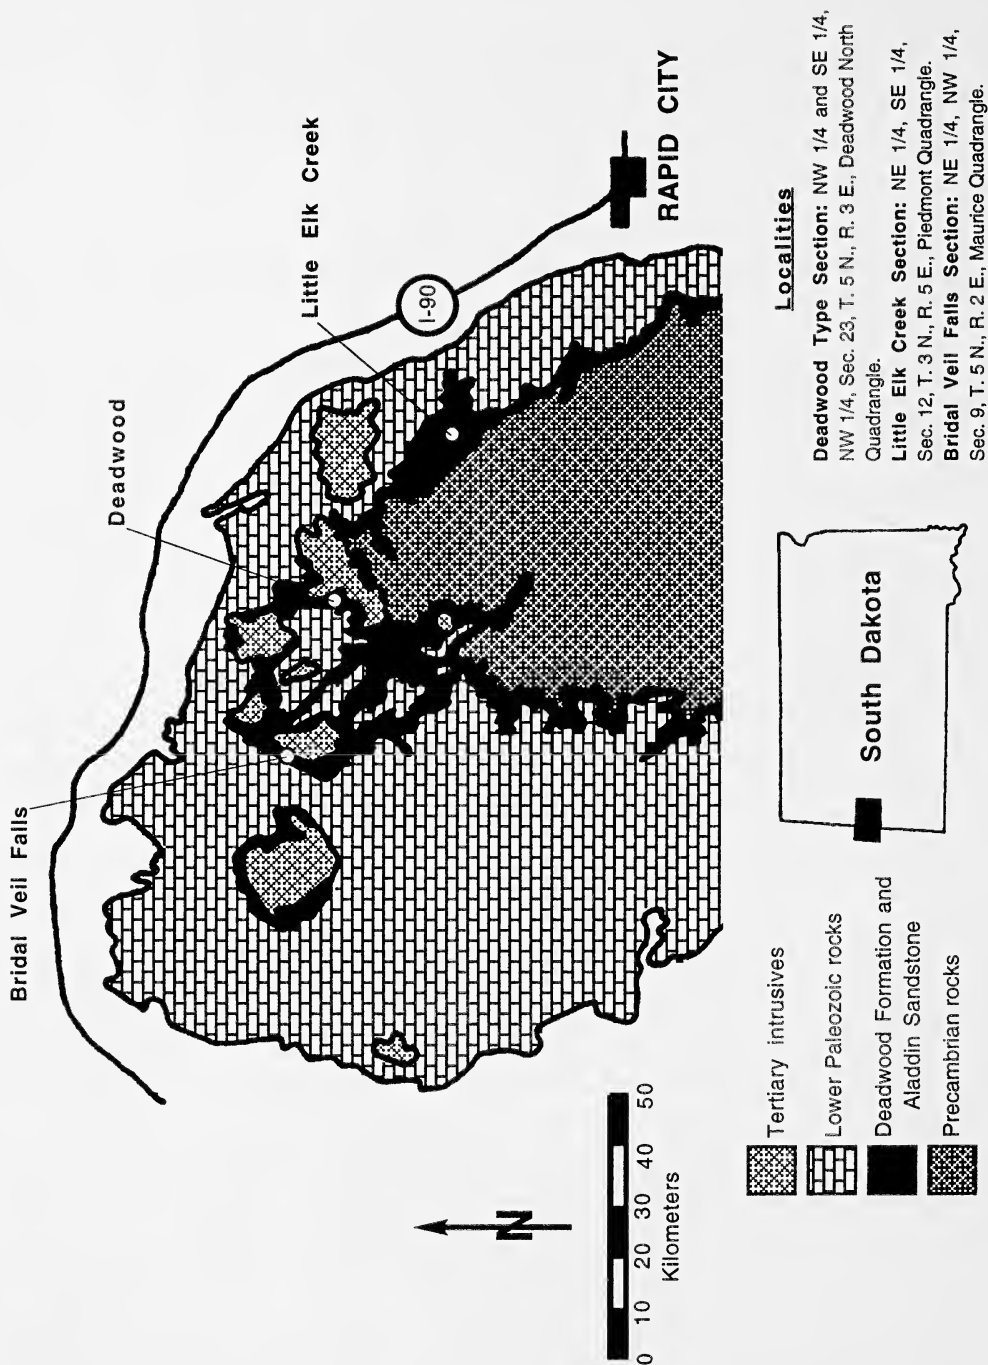 Bridal Veil Falls
Deadwood
Little Elk Creek
I-90
RAPID CITY
N
0 10 20 30 40 50
Kilometers
Tertiary intrusives
Lower Paleozoic rocks
Deadwood Formation and
Aladdin Sandstone
Precambrian rocks
South Dakota
Localities
Deadwood Type Section: NW 1/4 and SE 1/4,
NW 1/4, Sec. 23, T. 5 N., R. 3 E., Deadwood North
Quadrangle.
Little Elk Creek Section: NE 1/4, SE 1/4,
Sec. 12, T. 3 N., R. 5 E., Piedmont Quadrangle.
Bridal Veil Falls Section: NE 1/4, NW 1/4,
Sec. 9, T. 5 N., R. 2 E., Maurice Quadrangle.